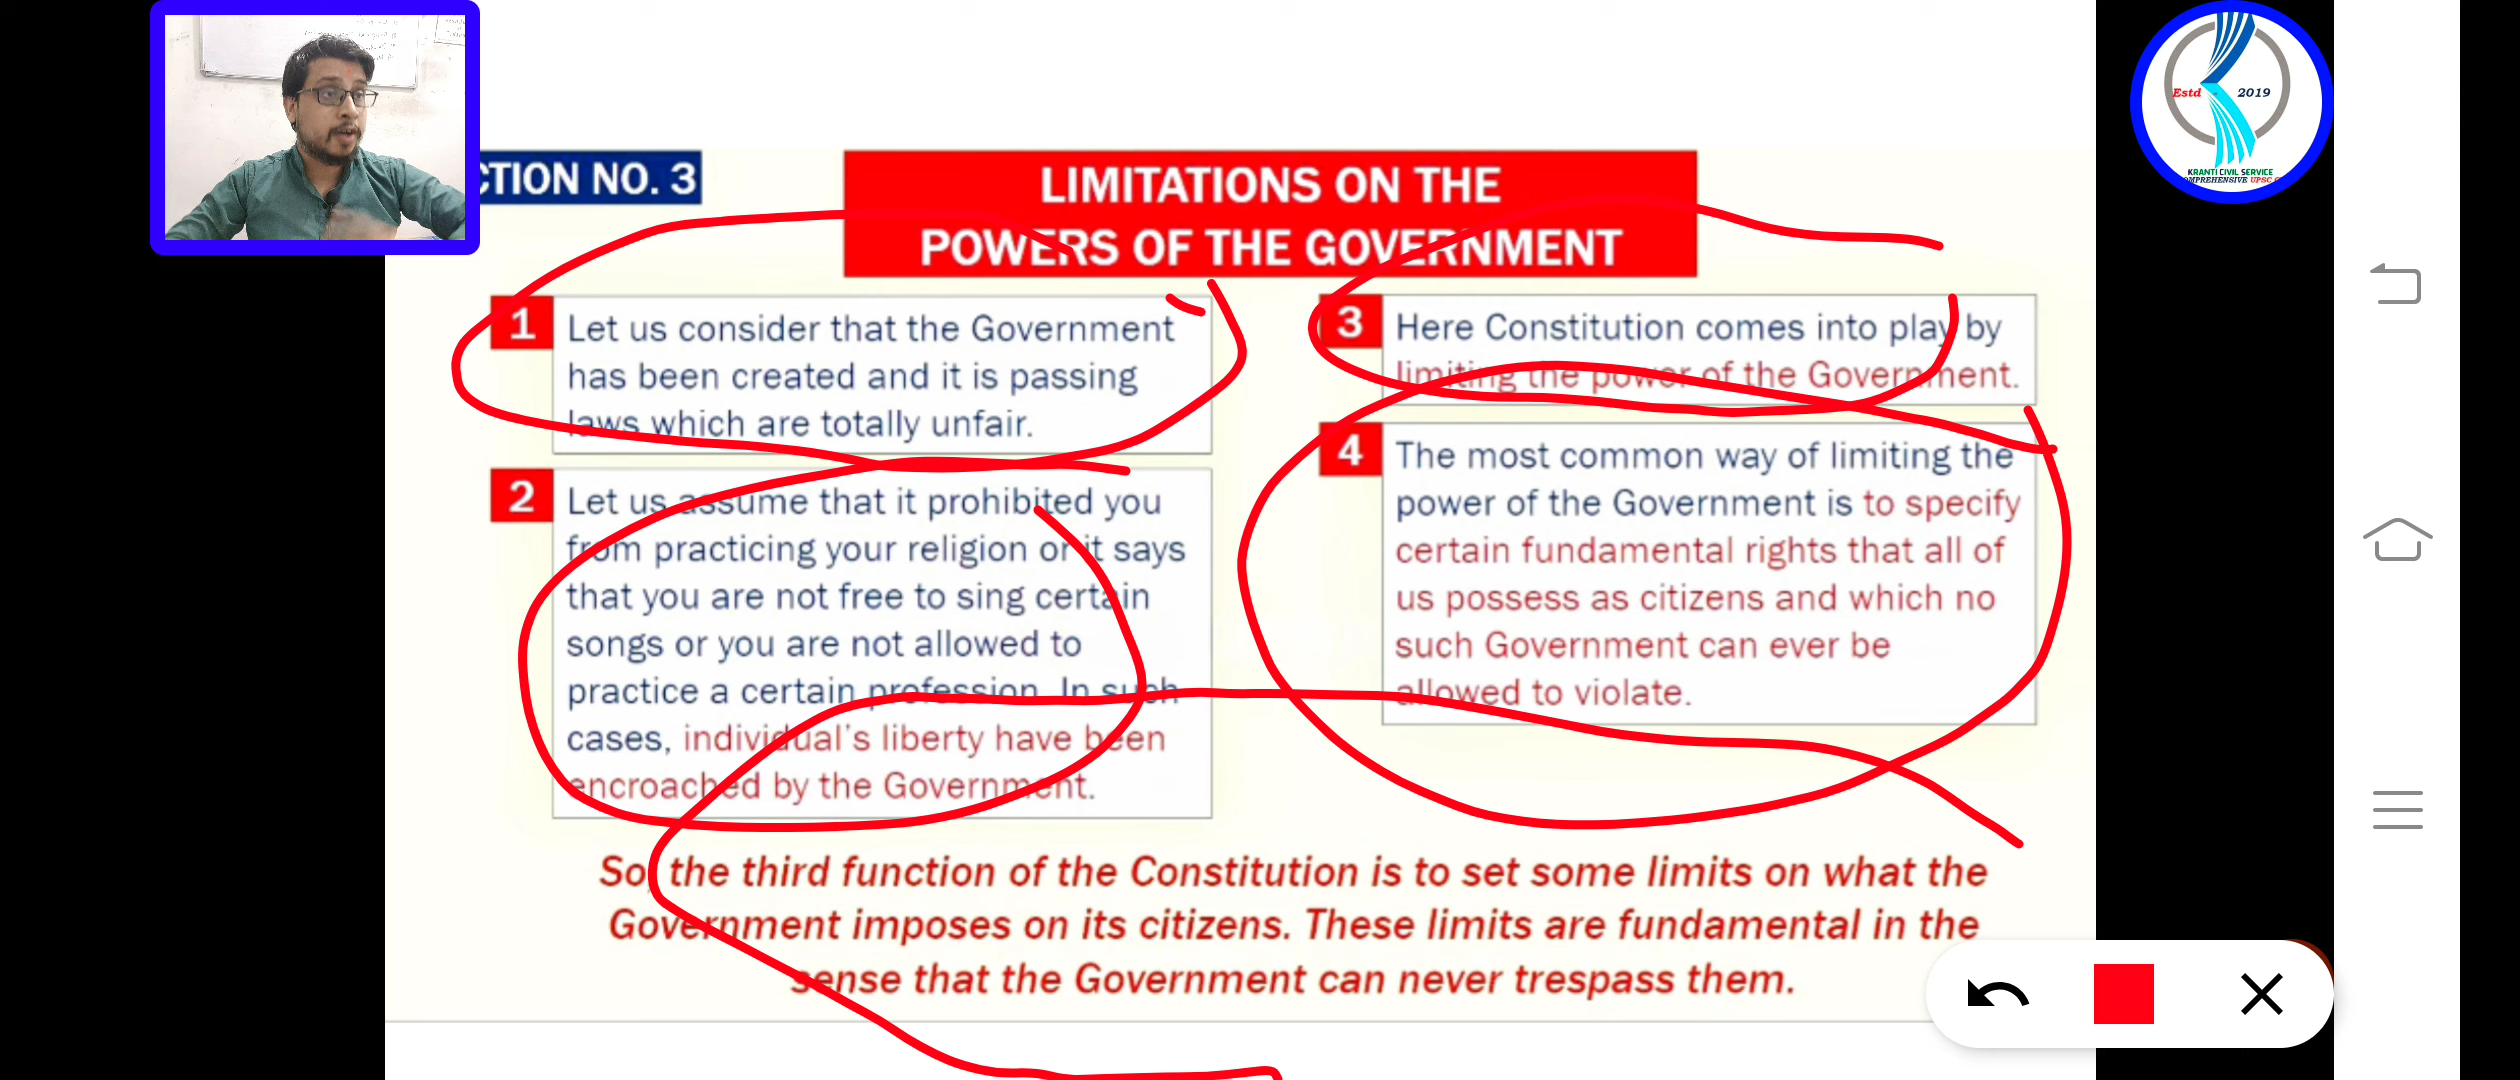 CTION NO. 3
LIMITATIONS ON THE
POWERS OF THE GOVERNMENT
1
Let us consider that the Government
has been created and it is passing
laws which are totally unfair.
2
Let us assume that it prohibited you
from practicing your religion or it says
that you are not free to sing certain
songs or you are not allowed to
practice a certain profession. In such
cases, individual's liberty have been
encroached by the Government.
3
Here Constitution comes into play by
limiting the power of the Government.
4
The most common way of limiting the
power of the Government is to specify
certain fundamental rights that all of
us possess as citizens and which no
such Government can ever be
allowed to violate.
So, the third function of the Constitution is to set some limits on what the
Government imposes on its citizens. These limits are fundamental in the
sense that the Government can never trespass them.
Estd - 2019
KRANTI CIVIL SERVICE
OMPREHENSIVE UPSC C